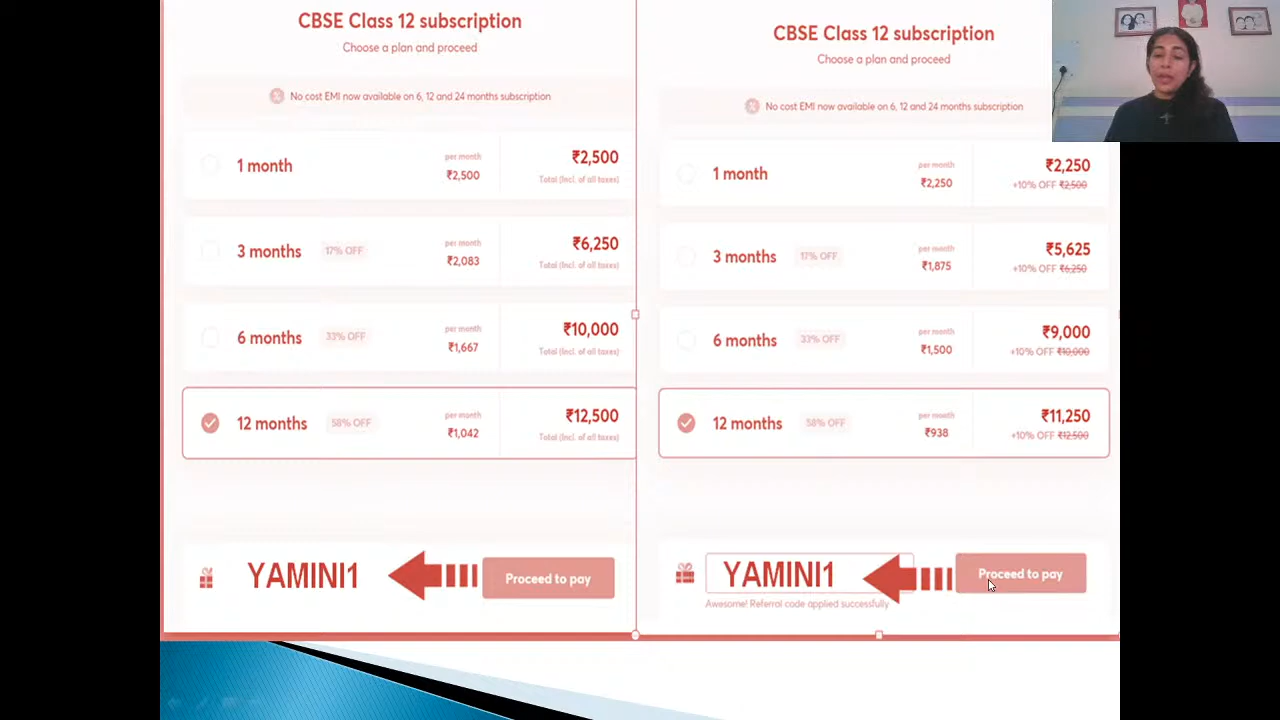 CBSE Class 12 subscription
Choose a plan and proceed
No cost EMI now available on 6, 12 and 24 months subscription
1 month
per month
₹2,500
₹2,500
Total (Incl. of all taxes)
3 months
17% OFF
per month
₹2,083
₹6,250
Total (Incl. of all taxes)
6 months
33% OFF
per month
₹1,667
₹10,000
Total (Incl. of all taxes)
12 months
58% OFF
per month
₹1,042
₹12,500
Total (Incl. of all taxes)
YAMINI1
Proceed to pay
CBSE Class 12 subscription
Choose a plan and proceed
No cost EMI now available on 6, 12 and 24 months subscription
1 month
per month
₹2,250
₹2,250
+10% OFF ₹2,500
3 months
17% OFF
per month
₹1,875
₹5,625
+10% OFF ₹6,250
6 months
33% OFF
per month
₹1,500
₹9,000
+10% OFF ₹10,000
12 months
58% OFF
per month
₹938
₹11,250
+10% OFF ₹12,500
YAMINI1
Proceed to pay
Awesome! Referral code applied successfully